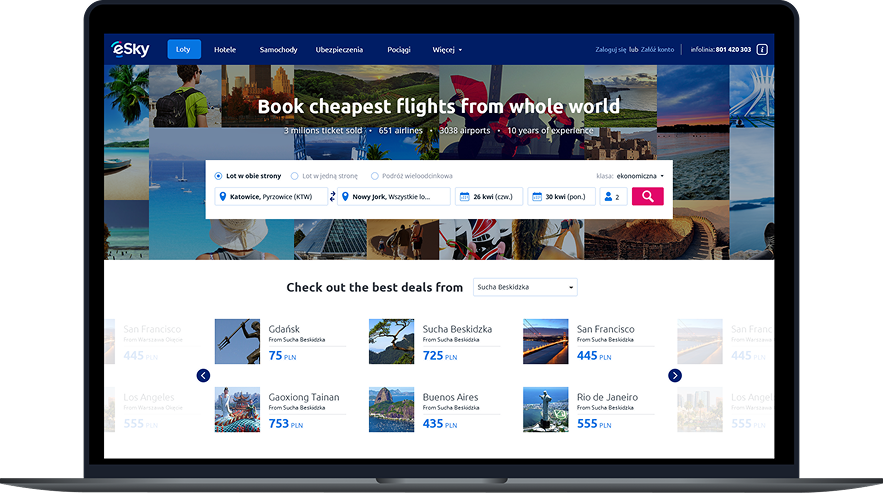 eSky Loty Hotele Samochody Ubezpieczenia Pociągi Więcej Zaloguj się lub Załóż konto infolinia: 801 420 303 i
Book cheapest flights from whole world
3 milions ticket sold • 651 airlines • 3038 airports • 10 years of experience
Lot w obie strony Lot w jedną stronę Podróż wieloodcinkowa klasa: ekonomiczna
Katowice, Pyrzowice (KTW) Nowy Jork, Wszystkie lo... 26 kwi (czw.) 30 kwi (pon.) 2
Check out the best deals from Sucha Beskidzka
San Francisco Gdańsk Sucha Beskidzka San Francisco San Franc
From Warszawa Okęcie From Sucha Beskidzka From Sucha Beskidzka From Sucha Beskidzka From Warszawa
445 PLN 75 PLN 725 PLN 445 PLN 445 PLN
Los Angeles Gaoxiong Tainan Buenos Aires Rio de Janeiro Los Ange
From Warszawa Okęcie From Sucha Beskidzka From Sucha Beskidzka From Sucha Beskidzka From Warszawa
555 PLN 753 PLN 435 PLN 555 PLN 555 PLN